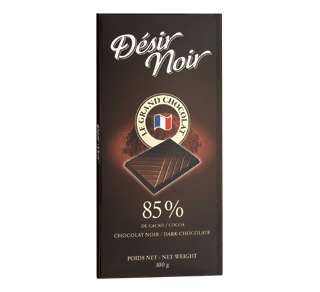 Désir
Noir
LE GRAND CHOCOLAT
85%
DE CACAO / COCOA
CHOCOLAT NOIR / DARK CHOCOLATE
POIDS NET / NET WEIGHT
100 g